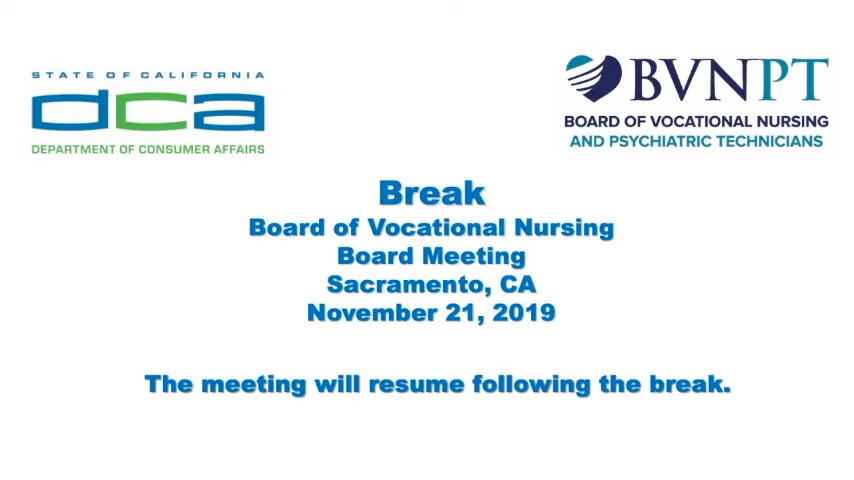 STATE OF CALIFORNIA
dca
DEPARTMENT OF CONSUMER AFFAIRS
BVNPT
BOARD OF VOCATIONAL NURSING
AND PSYCHIATRIC TECHNICIANS
Break
Board of Vocational Nursing
Board Meeting
Sacramento, CA
November 21, 2019
The meeting will resume following the break.